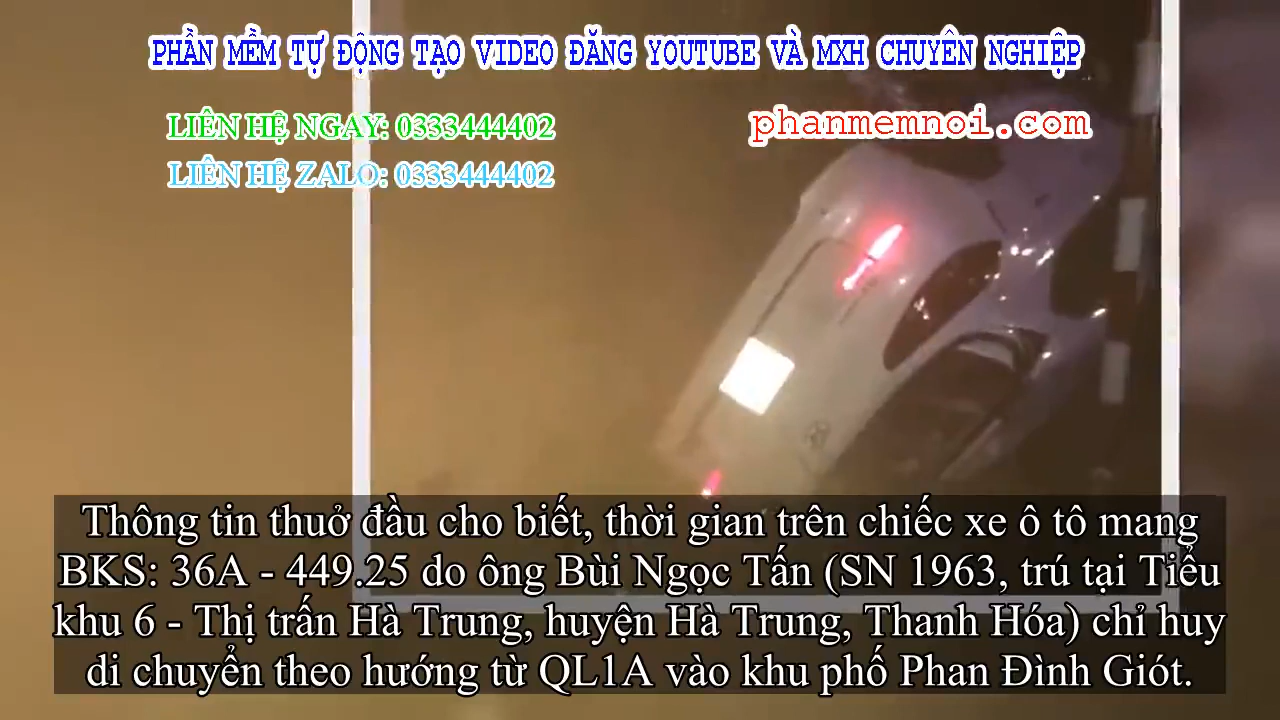 PHẦN MỀM TỰ ĐỘNG TẠO VIDEO ĐĂNG YOUTUBE VÀ MXH CHUYÊN NGHIỆP
LIÊN HỆ NGAY: 0333444402
phanmemnoi.com
LIÊN HỆ ZALO: 0333444402
Thông tin thuở đầu cho biết, thời gian trên chiếc xe ô tô mang
BKS: 36A - 449.25 do ông Bùi Ngọc Tấn (SN 1963, trú tại Tiểu
khu 6 - Thị trấn Hà Trung, huyện Hà Trung, Thanh Hóa) chỉ huy
di chuyển theo hướng từ QL1A vào khu phố Phan Đình Giót.